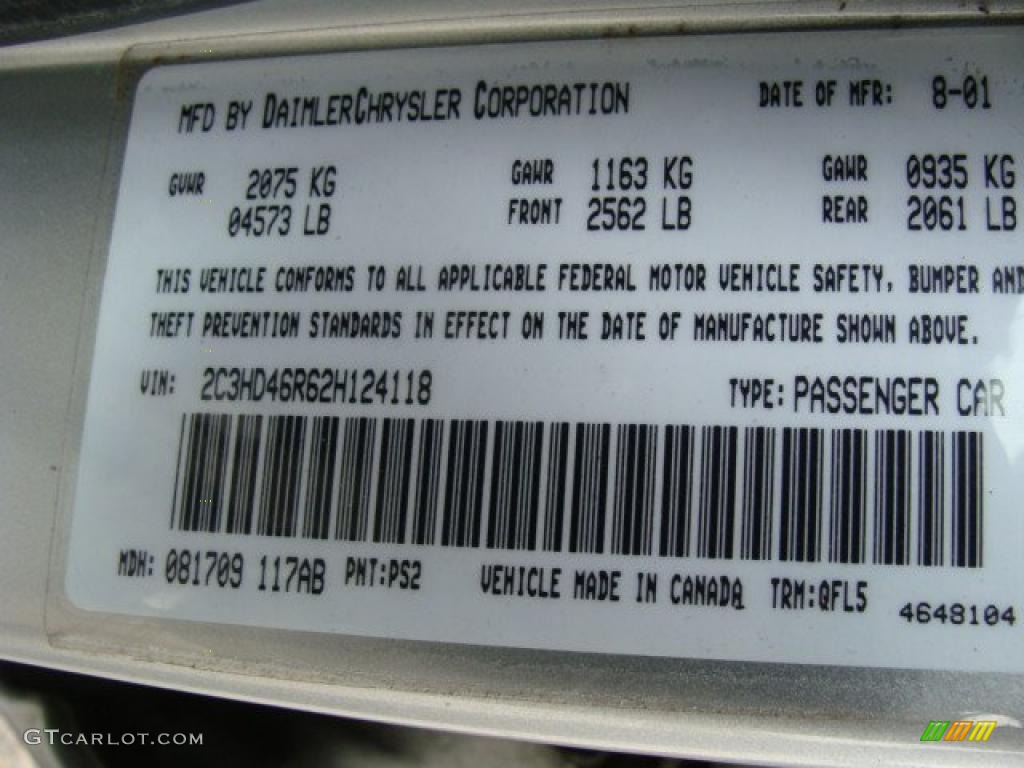 MFD BY DAIMLERCHRYSLER CORPORATION DATE OF MFR: 8-01
GVWR 2075 KG GAWR 1163 KG GAWR 0935 KG
04573 LB FRONT 2562 LB REAR 2061 LB
THIS VEHICLE CONFORMS TO ALL APPLICABLE FEDERAL MOTOR VEHICLE SAFETY, BUMPER AND
THEFT PREVENTION STANDARDS IN EFFECT ON THE DATE OF MANUFACTURE SHOWN ABOVE.
VIN: 2C3HD46R62H124118 TYPE: PASSENGER CAR
MDH: 081709 117AB PNT:PS2 VEHICLE MADE IN CANADA TRM:QFL5
4648104
GTCARLOT.COM